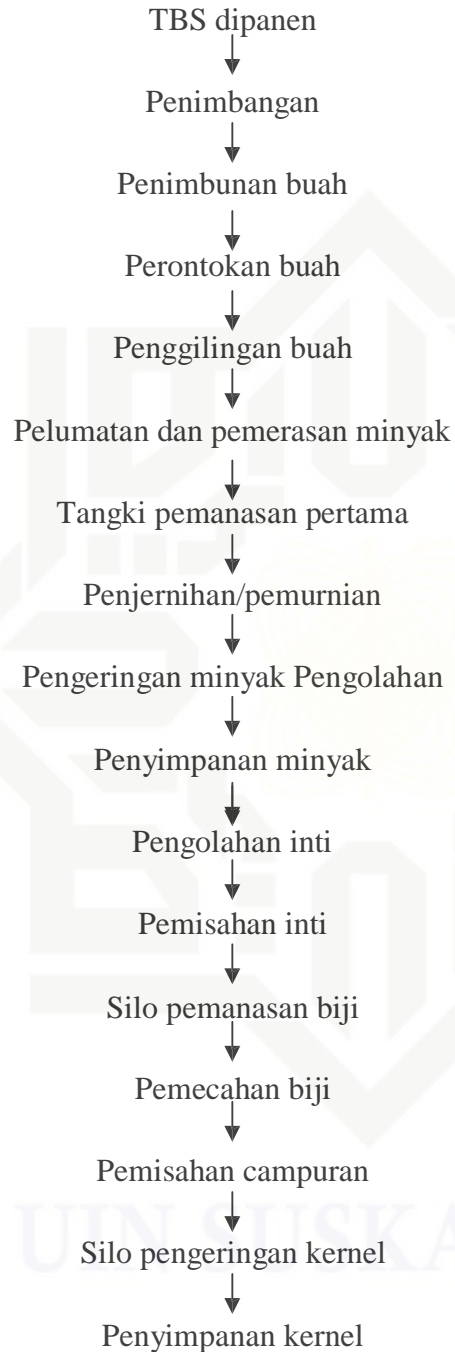 TBS dipanen
Penimbangan
Penimbunan buah
Perontokan buah
Penggilingan buah
Pelumatan dan pemerasan minyak
Tangki pemanasan pertama
Penjernihan/pemurnian
Pengeringan minyak Pengolahan
Penyimpanan minyak
Pengolahan inti
Pemisahan inti
Silo pemanasan biji
Pemecahan biji
Pemisahan campuran
UIN SUSKA
Silo pengeringan kernel
Penyimpanan kernel